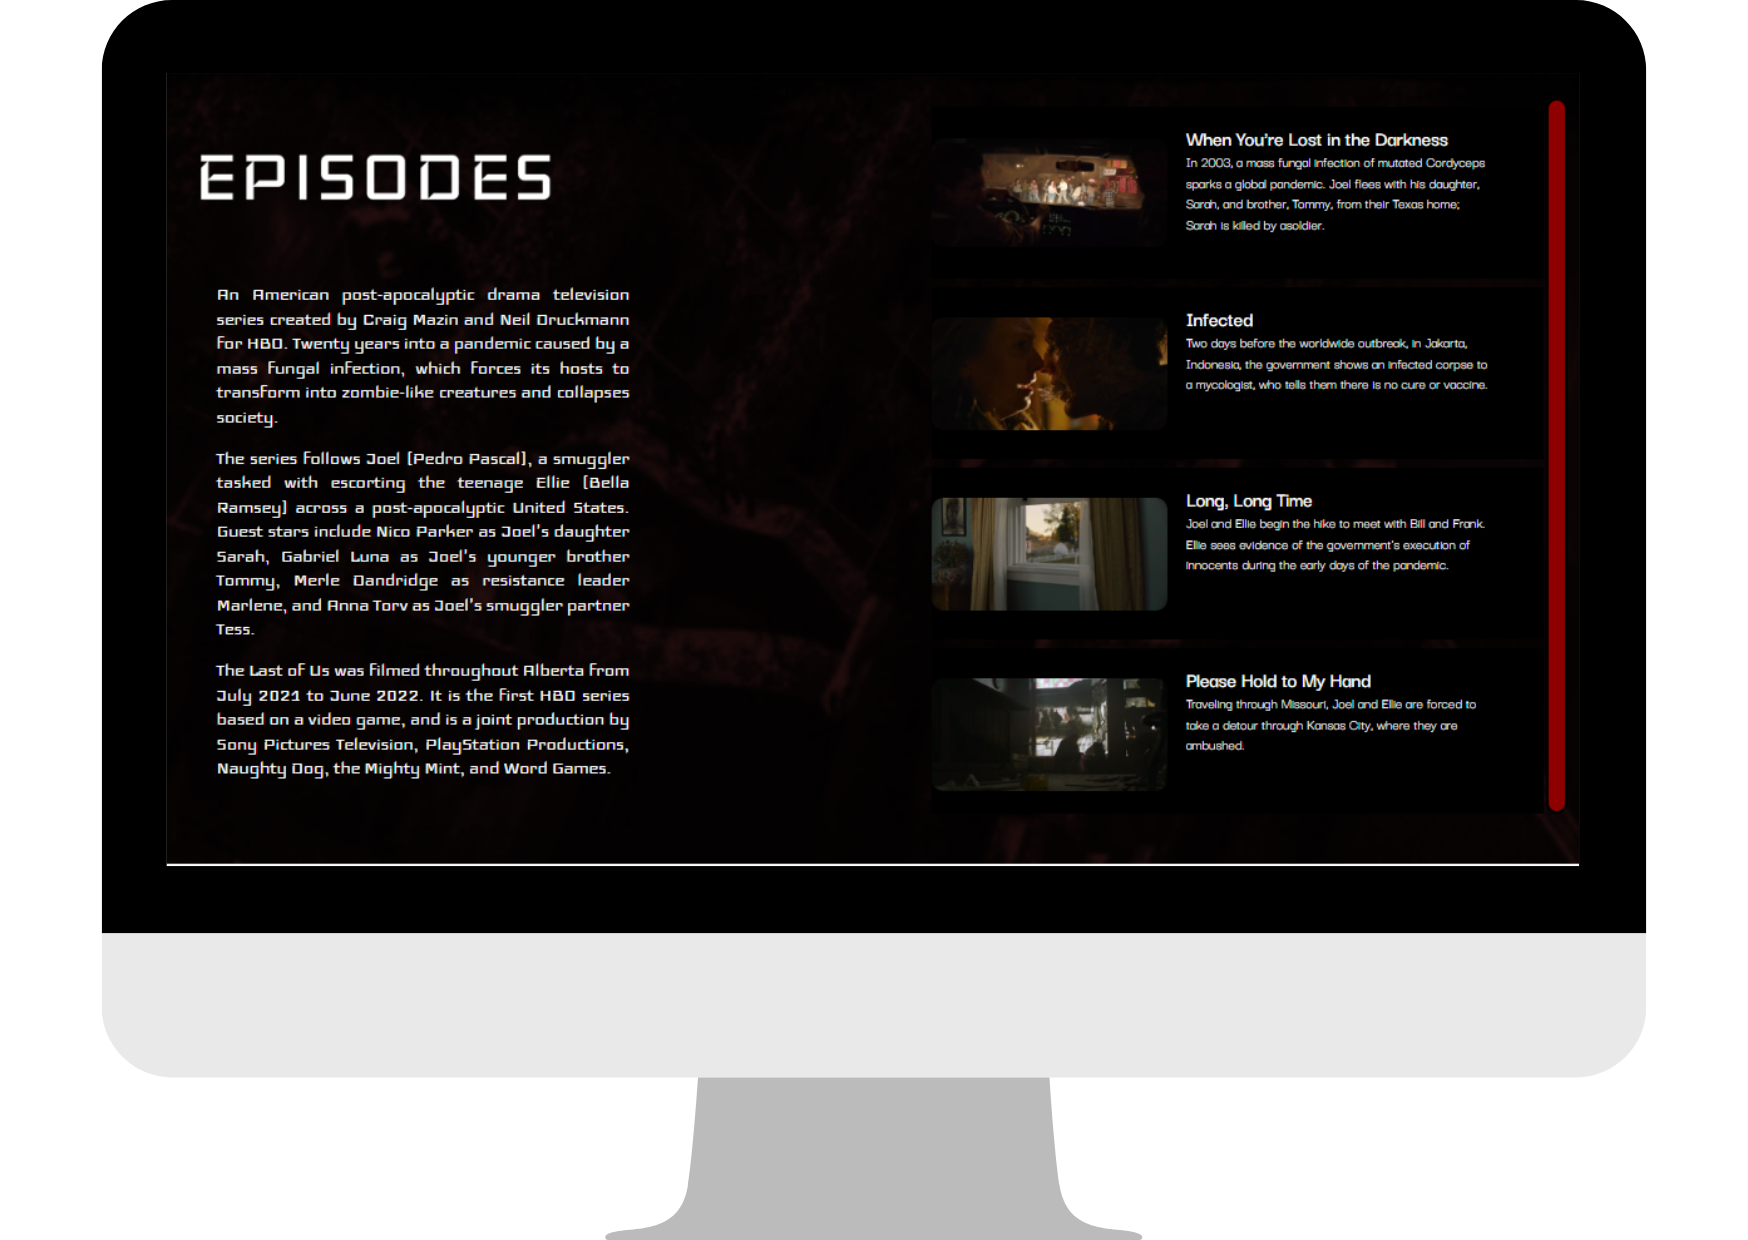 EPISODES
An American post-apocalyptic drama television
series created by Craig Mazin and Neil Druckmann
for HBO. Twenty years into a pandemic caused by a
mass fungal infection, which forces its hosts to
transform into zombie-like creatures and collapses
society.
The series follows Joel (Pedro Pascal), a smuggler
tasked with escorting the teenage Ellie (Bella
Ramsey) across a post-apocalyptic United States.
Guest stars include Nico Parker as Joel's daughter
Sarah, Gabriel Luna as Joel's younger brother
Tommy, Merle Dandridge as resistance leader
Marlene, and Anna Torv as Joel's smuggler partner
Tess.
The Last of Us was filmed throughout Alberta from
July 2021 to June 2022. It is the first HBO series
based on a video game, and is a joint production by
Sony Pictures Television, PlayStation Productions,
Naughty Dog, the Mighty Mint, and Word Games.
When You're Lost in the Darkness
In 2003, a mass fungal infection of mutated Cordyceps
sparks a global pandemic. Joel flees with his daughter,
Sarah, and brother, Tommy, from their Texas home;
Sarah is killed by asoldier.
Infected
Two days before the worldwide outbreak, in Jakarta,
Indonesia, the government shows an infected corpse to
a mycologist, who tells them there is no cure or vaccine.
Long, Long Time
Joel and Ellie begin the hike to meet with Bill and Frank.
Ellie sees evidence of the government's execution of
innocents during the early days of the pandemic.
Please Hold to My Hand
Traveling through Missouri, Joel and Ellie are forced to
take a detour through Kansas City, where they are
ambushed.